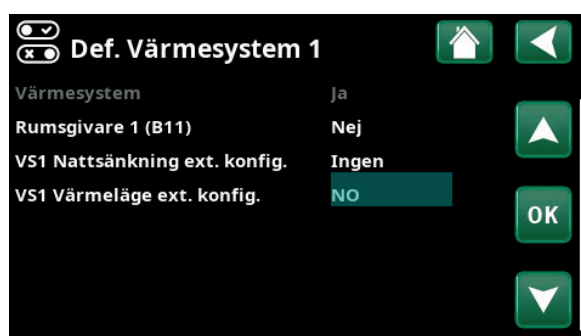 Def. Värmesystem 1
Värmesystem Ja
Rumsgivare 1 (B11) Nej
VS1 Nattsänkning ext. konfig. Ingen
VS1 Värmeläge ext. konfig. NO
OK